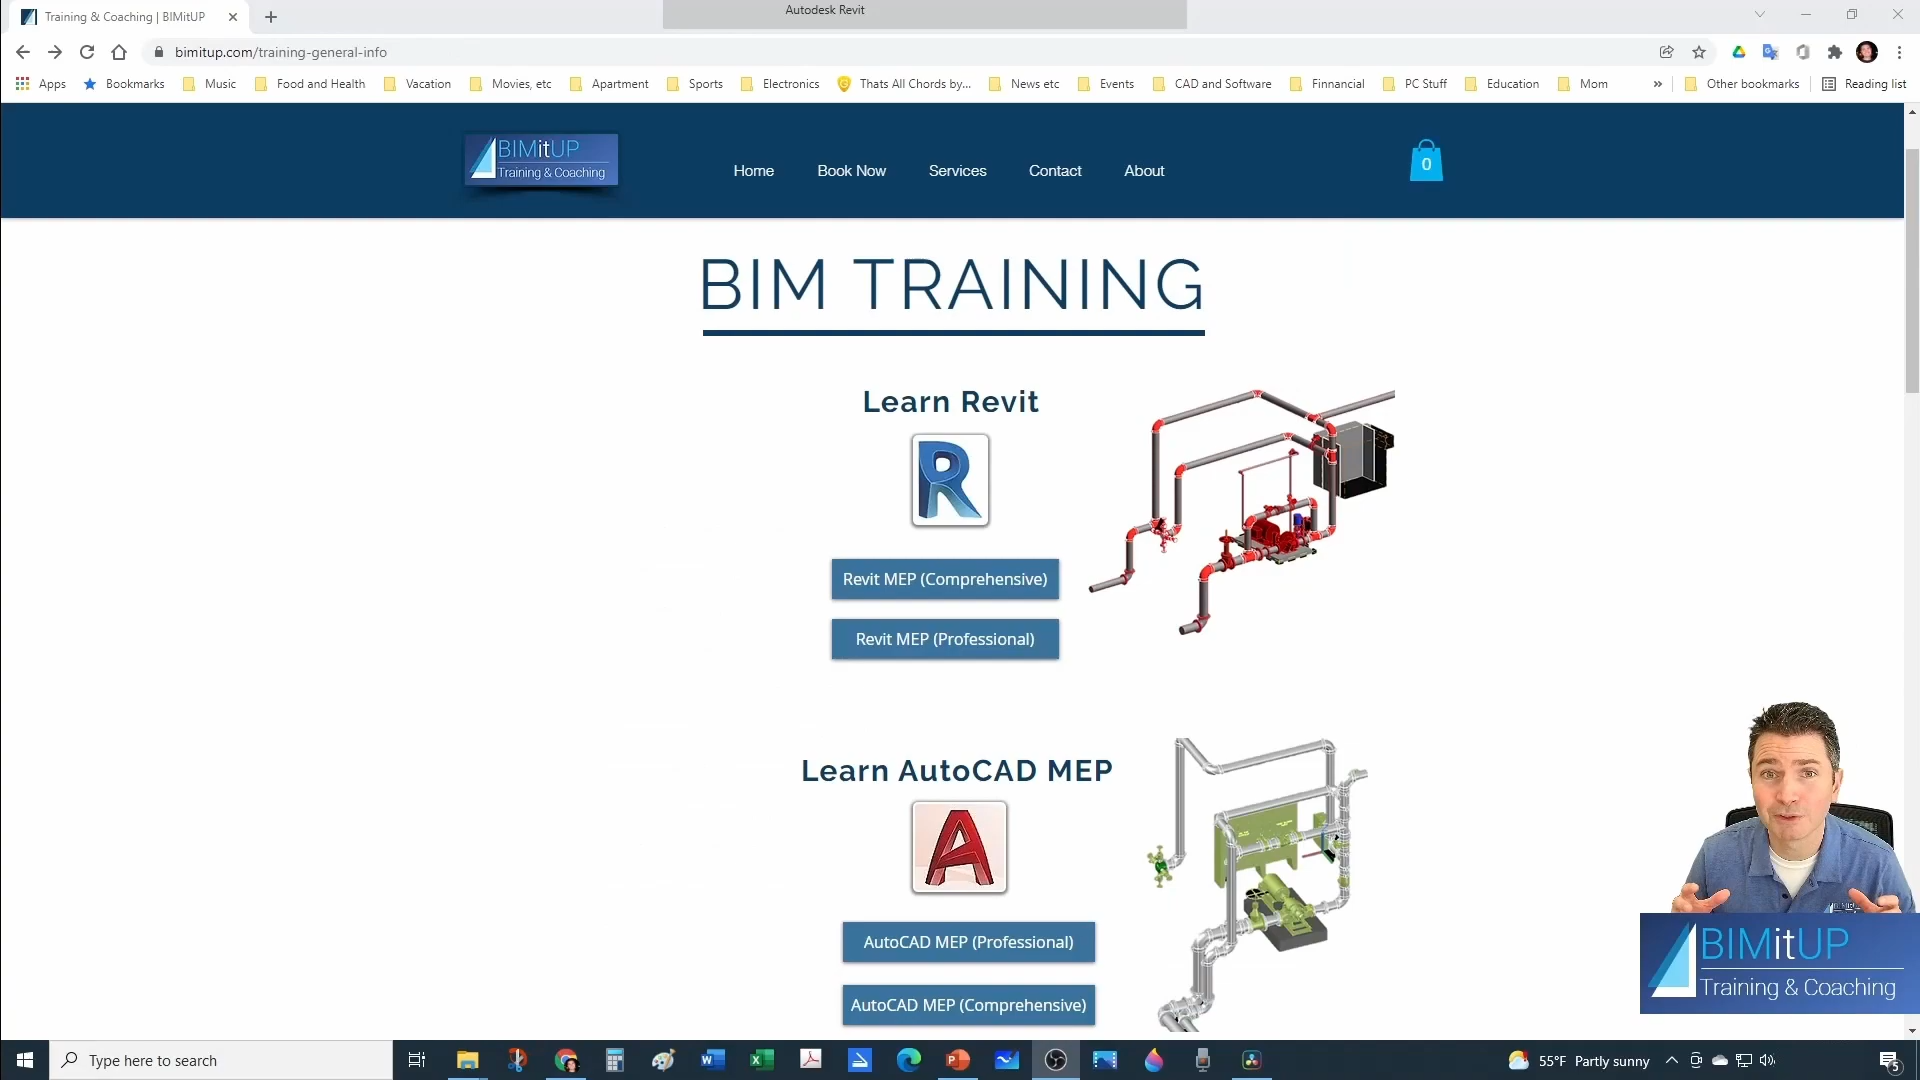 Training & Coaching | BIMitUP
Autodesk Revit
bimitup.com/training-general-info
Apps
Bookmarks
Music
Food and Health
Vacation
Movies, etc
Apartment
Sports
Electronics
Thats All Chords by...
News etc
Events
CAD and Software
Finnancial
PC Stuff
Education
Mom
»
Other bookmarks
Reading list
BIMitUP
Training & Coaching
Home
Book Now
Services
Contact
About
0
BIM TRAINING
Learn Revit
R
Revit MEP (Comprehensive)
Revit MEP (Professional)
Learn AutoCAD MEP
A
AutoCAD MEP (Professional)
AutoCAD MEP (Comprehensive)
BIMitUP
Training & Coaching
Type here to search
55°F Partly sunny
5